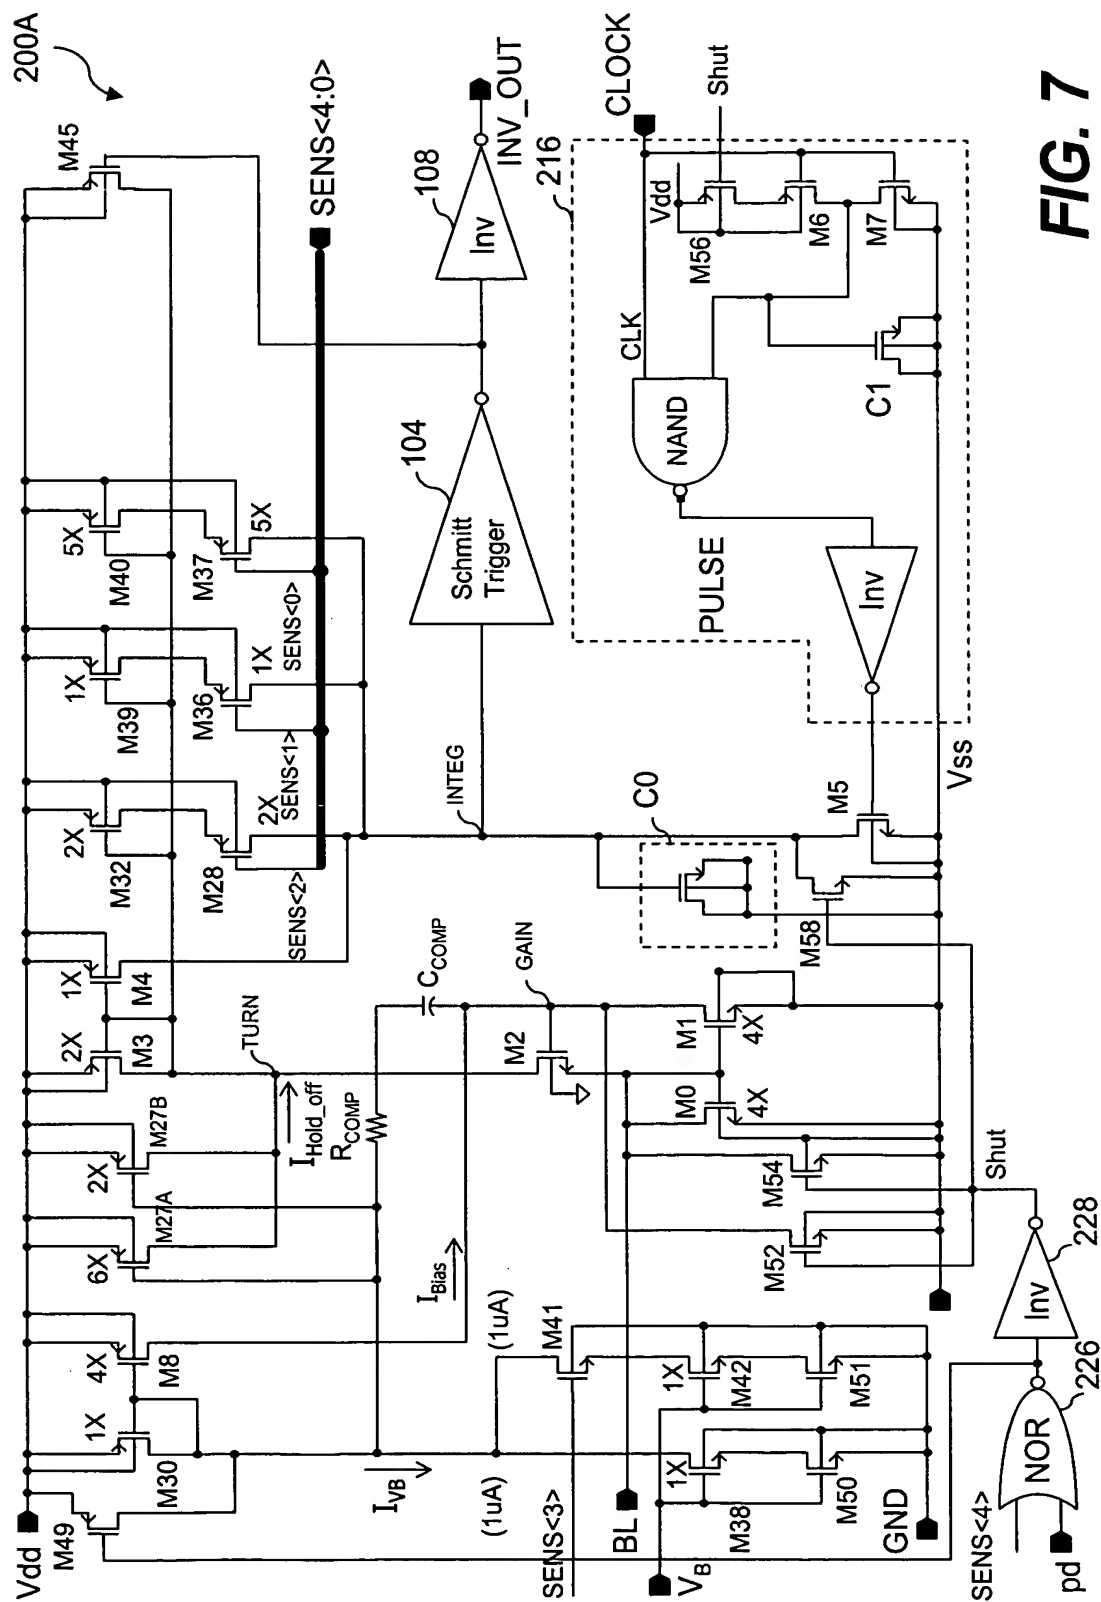 200A
Vdd
M49
1X
M30
4X
M8
6X
M27A
2X
M27B
2X
M3
1X
M4
2X
M32
M28
2X
SENS<2>
1X
M39
M36
1X
SENS<1>
5X
M40
M37
5X
SENS<0>
M45
SENS<4:0>
TURN
I_Hold_off
R_COMP
C_COMP
I_Bias
I_VB
(1uA)
(1uA)
GAIN
INTEG
Schmitt
Trigger
104
Inv
108
INV_OUT
SENS<3>
M41
BL
V_B
1X
M38
M50
1X
M42
M51
GND
M2
M0
4X
M1
4X
M52
M54
M58
C0
M5
Vss
Shut
SENS<4>
pd
NOR
226
Inv
228
216
CLOCK
Shut
Vdd
M56
M6
M7
CLK
NAND
PULSE
C1
Inv
FIG. 7